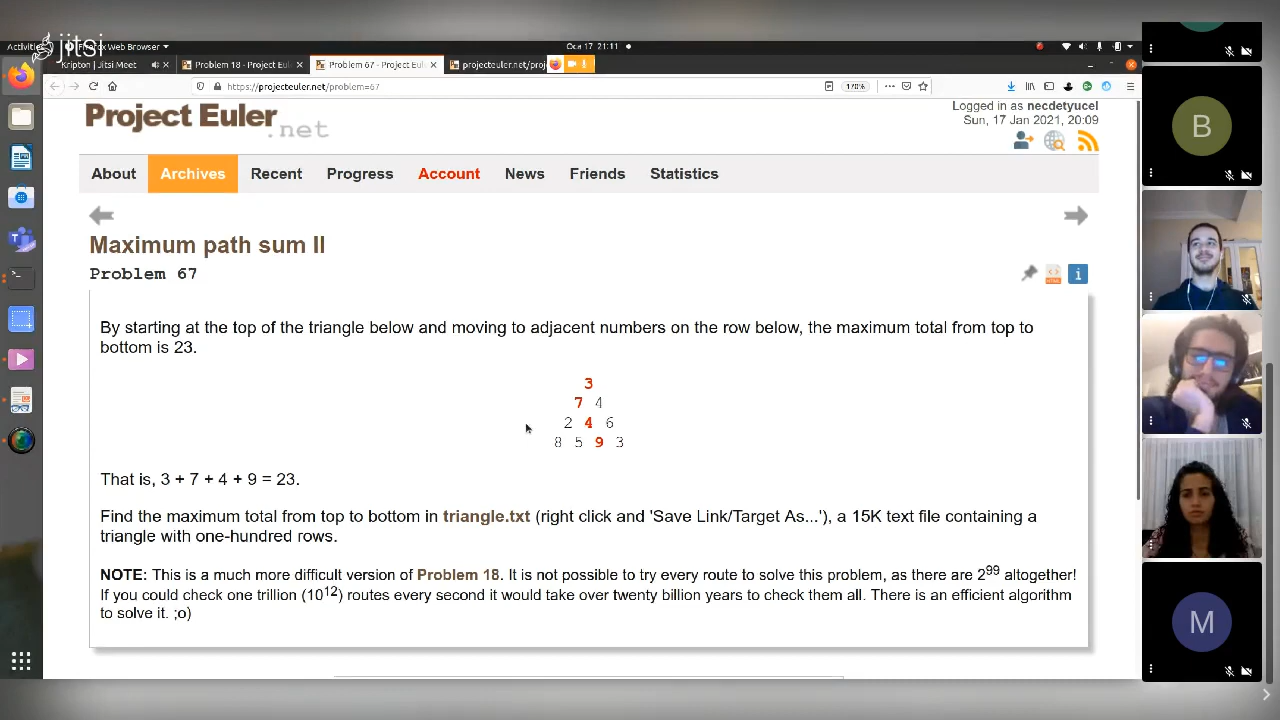 jitsi
Activities
Firefox Web Browser
Oca 17 21:11
Kripton | Jitsi Meet
Problem 18 - Project Eul
Problem 67 - Project Eul
projecteuler.net/proj
https://projecteuler.net/problem=67
170%
Project Euler
.net
Logged in as necdetyucel
Sun, 17 Jan 2021, 20:09
About
Archives
Recent
Progress
Account
News
Friends
Statistics
Maximum path sum II
Problem 67
By starting at the top of the triangle below and moving to adjacent numbers on the row below, the maximum total from top to
bottom is 23.
3
7 4
2 4 6
8 5 9 3
That is, 3 + 7 + 4 + 9 = 23.
Find the maximum total from top to bottom in triangle.txt (right click and 'Save Link/Target As...'), a 15K text file containing a
triangle with one-hundred rows.
NOTE: This is a much more difficult version of Problem 18. It is not possible to try every route to solve this problem, as there are 2^99 altogether!
If you could check one trillion (10^12) routes every second it would take over twenty billion years to check them all. There is an efficient algorithm
to solve it. ;o)
B
M